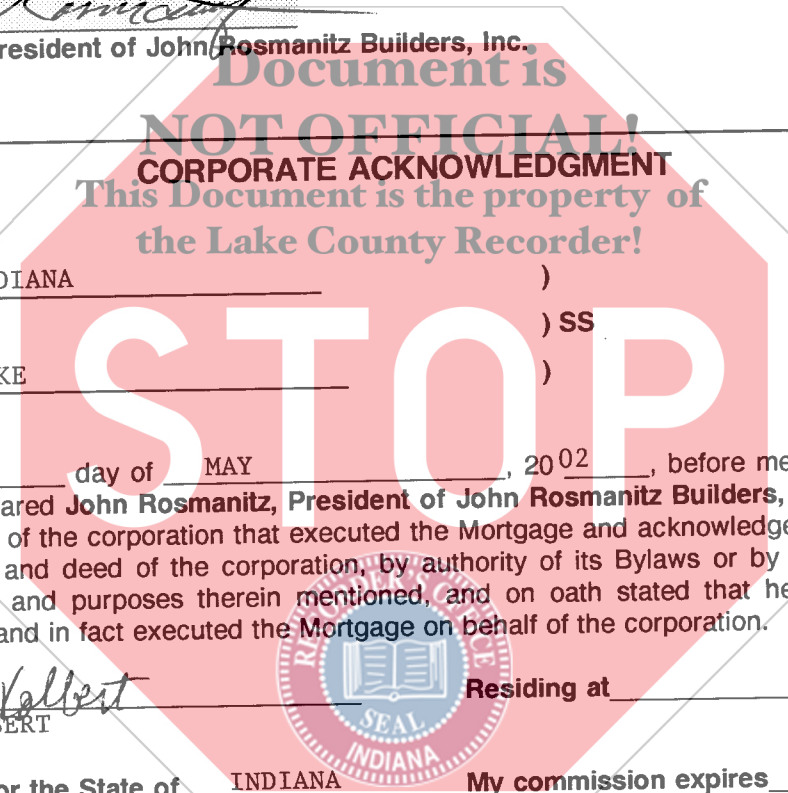 resident of John Rosmanitz Builders, Inc.
Document is
NOT OFFICIAL!
CORPORATE ACKNOWLEDGMENT
This Document is the property of
the Lake County Recorder!
DIANA )
) SS
KE )
STOP
day of MAY, 2002, before me
ared John Rosmanitz, President of John Rosmanitz Builders,
of the corporation that executed the Mortgage and acknowledge
and deed of the corporation, by authority of its Bylaws or by
and purposes therein mentioned, and on oath stated that he
and in fact executed the Mortgage on behalf of the corporation.
RECORDER'S OFFICE
SEAL
INDIANA
Residing at
BERT
or the State of INDIANA My commission expires